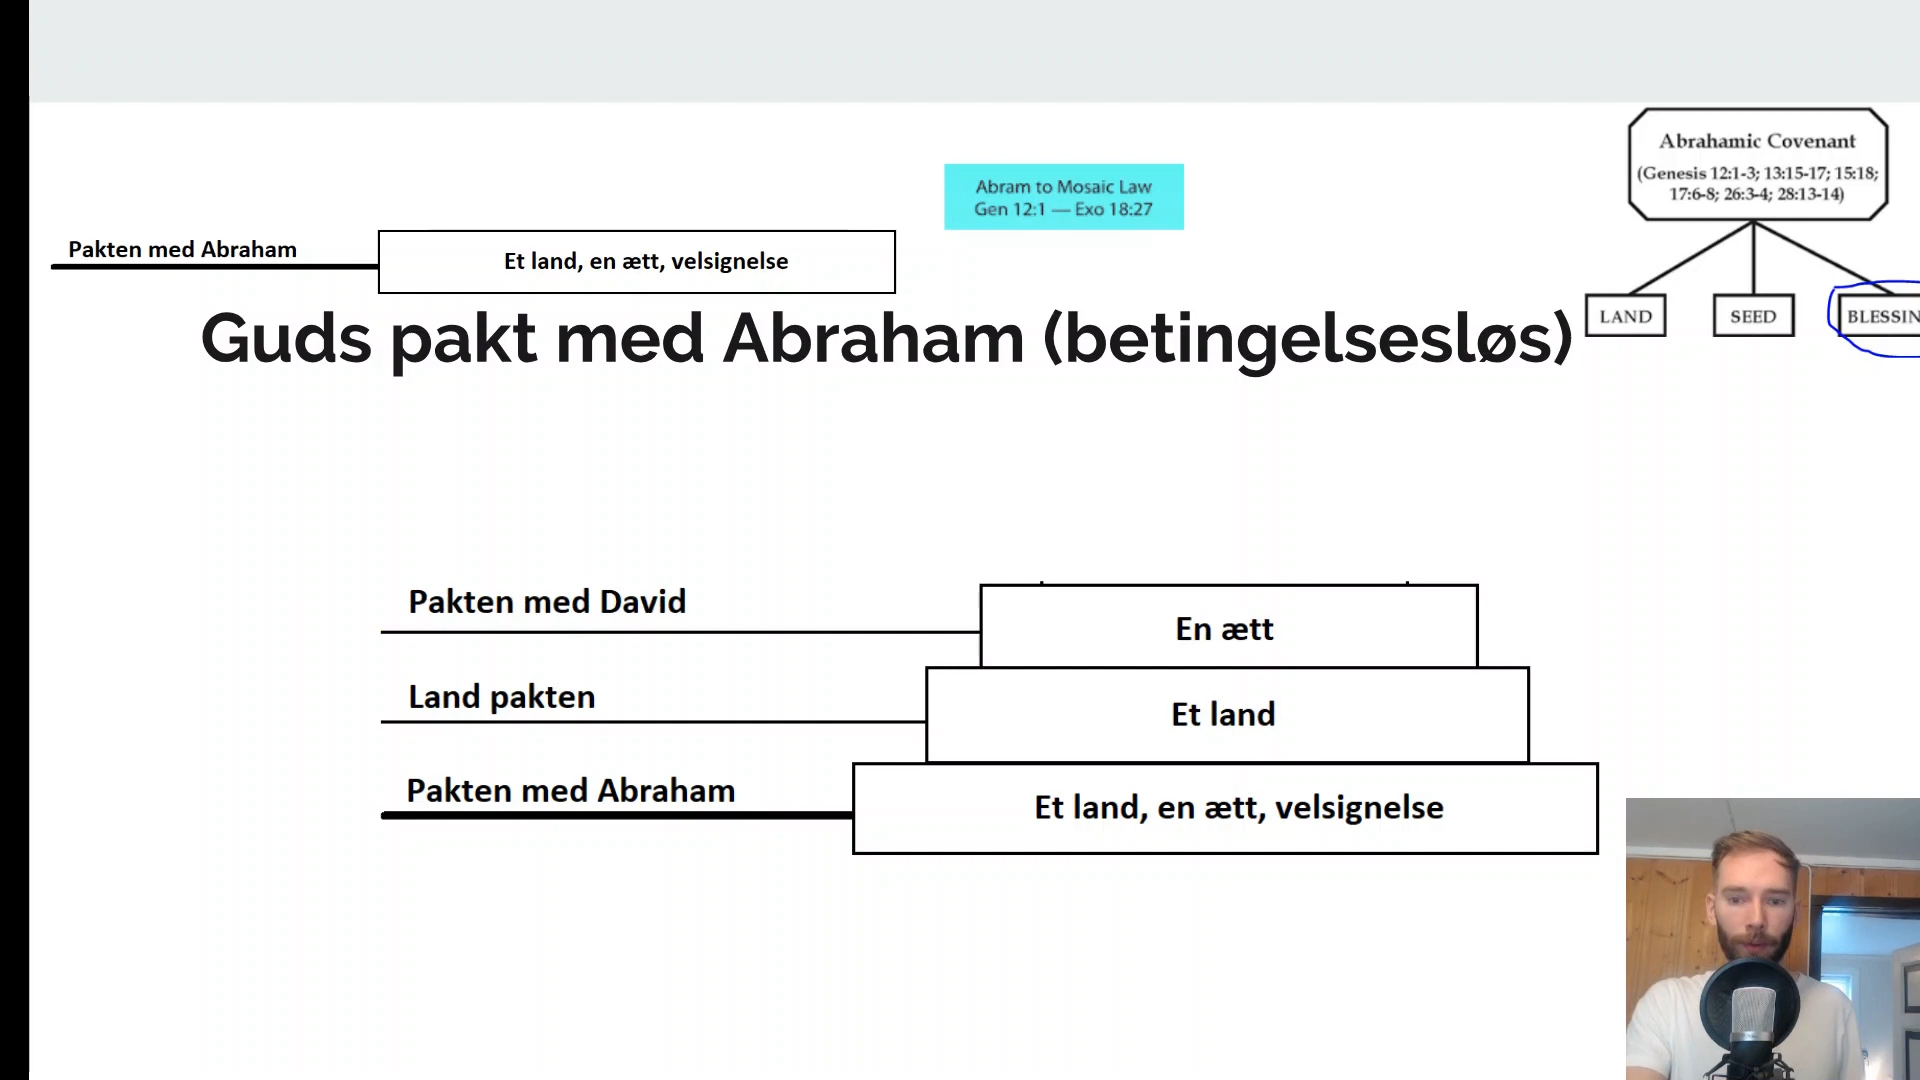 Abrahamic Covenant
(Genesis 12:1-3; 13:15-17; 15:18;
17:6-8; 26:3-4; 28:13-14)
Abram to Mosaic Law
Gen 12:1 — Exo 18:27
Pakten med Abraham
Et land, en ætt, velsignelse
Guds pakt med Abraham (betingelsesløs)
LAND
SEED
BLESSIN
Pakten med David
En ætt
Land pakten
Et land
Pakten med Abraham
Et land, en ætt, velsignelse